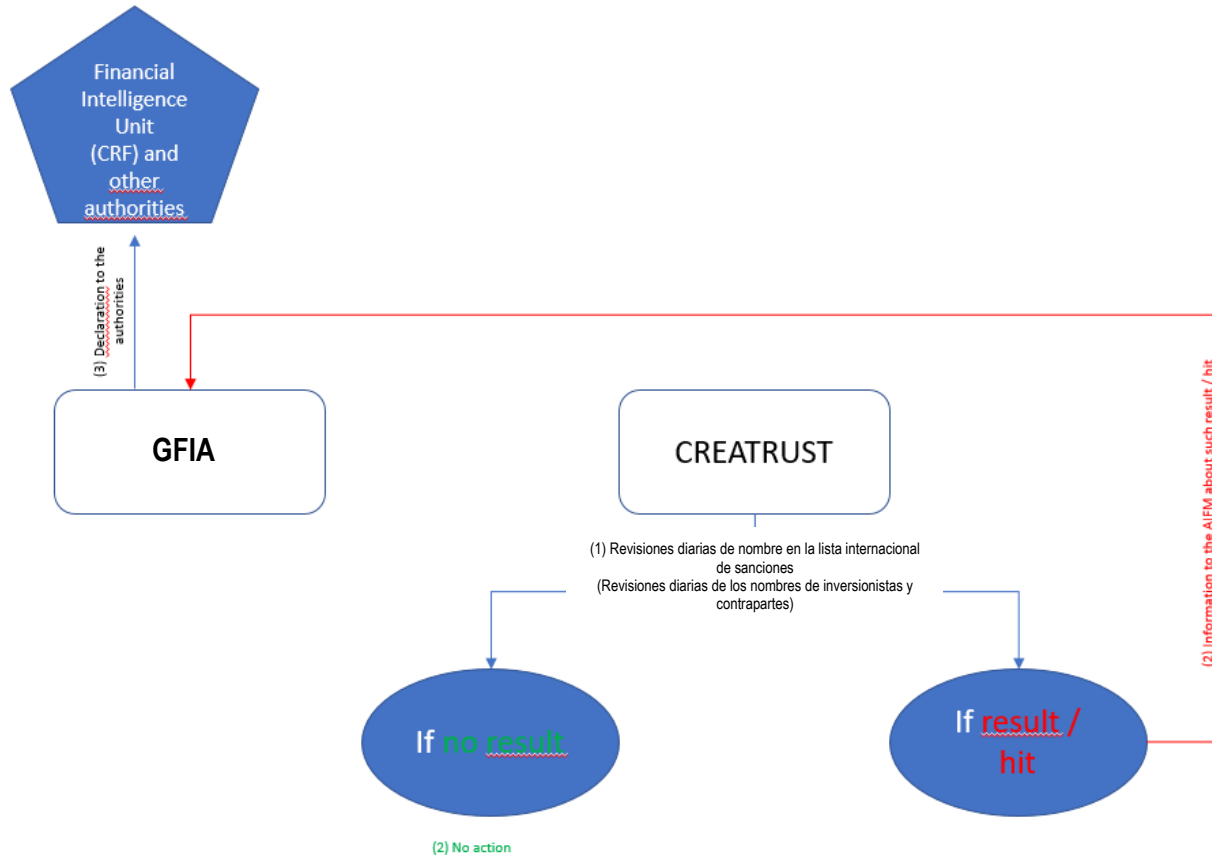 Financial
Intelligence
Unit
(CRF) and
other
authorities
(3) Declaration to the
authorities
GFIA
CREATRUST
(2) Information to the AIFM about such result / hit
(1) Revisiones diarias de nombre en la lista internacional
de sanciones
(Revisiones diarias de los nombres de inversionistas y
contrapartes)
If no result
If result /
hit
(2) No action